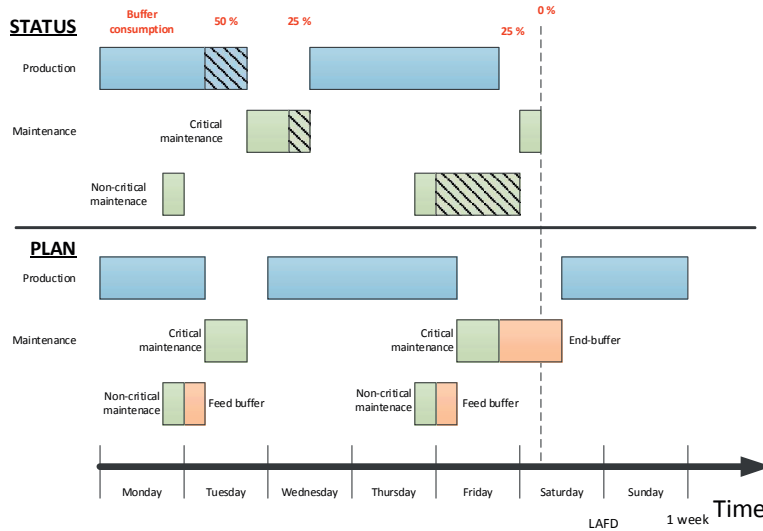 0 %
Buffer
consumption
50 %
25 %
25 %
STATUS
Production
Maintenance
Critical
maintenance
Non-critical
maintenace
PLAN
Production
Maintenance
Critical
maintenance
Critical
maintenance
End-buffer
Non-critical
maintenace
Feed buffer
Non-critical
maintenace
Feed buffer
Monday
Tuesday
Wednesday
Thursday
Friday
Saturday
Sunday
LAFD
1 week
Time